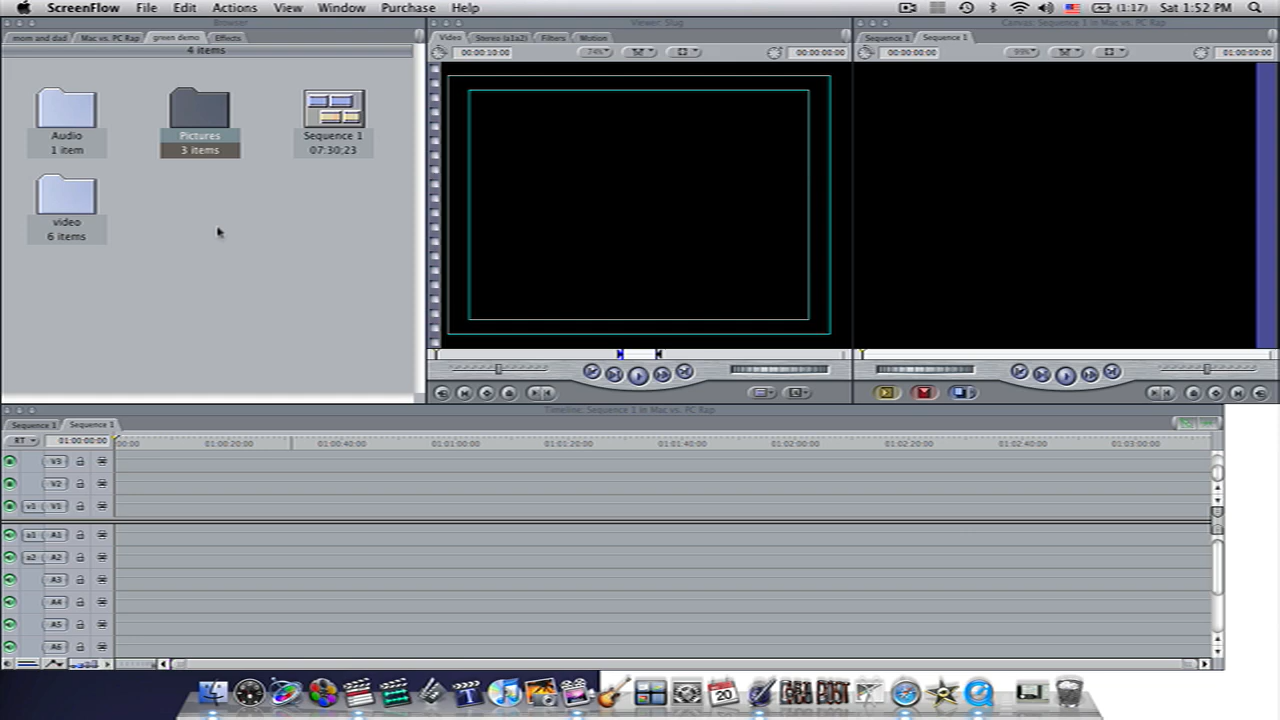 ScreenFlow File Edit Actions View Window Purchase Help (1:17) Sat 1:52 PM
Browser
mom and dad Mac vs. PC Rap green demo Effects
4 items
Audio
1 item
Pictures
3 items
Sequence 1
07:30;23
video
6 items
Viewer: Slug
Video Stereo (a1a2) Filters Motion
00:00:10:00 74% 00:00:00:00
Canvas: Sequence 1 in Mac vs. PC Rap
Sequence 1 Sequence 1
00:00:00:00 99% 01:00:00:00
Timeline: Sequence 1 in Mac vs. PC Rap
Sequence 1 Sequence 1
RT 01:00:00:00 00:00 01:00:20:00 01:00:40:00 01:01:00:00 01:01:20:00 01:01:40:00 01:02:00:00 01:02:20:00 01:02:40:00 01:03:00:00
V3
V2
v1 V1
a1 A1
a2 A2
A3
A4
A5
A6
T 20 POST